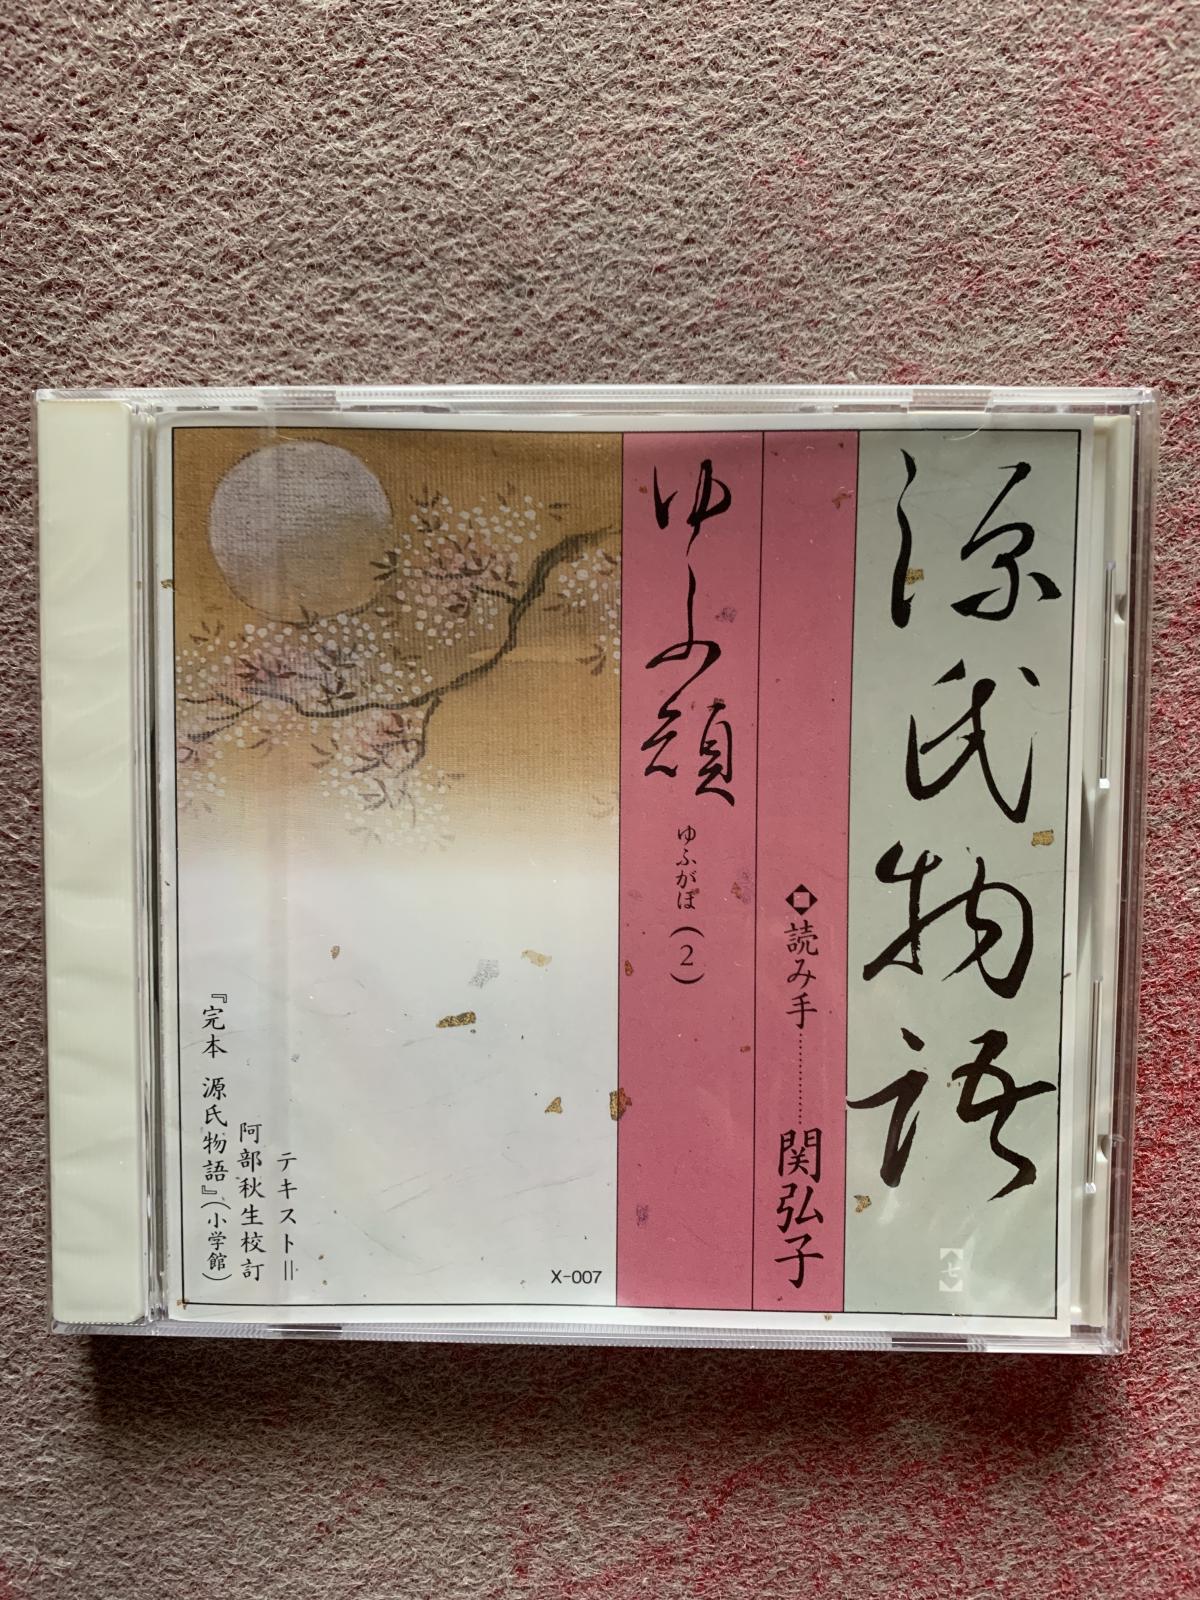 源氏物語
【七】
◆読み手…………関弘子
ゆふ顔 ゆふがほ(2)
テキスト=
阿部秋生校訂
『完本 源氏物語』(小学館)
X-007